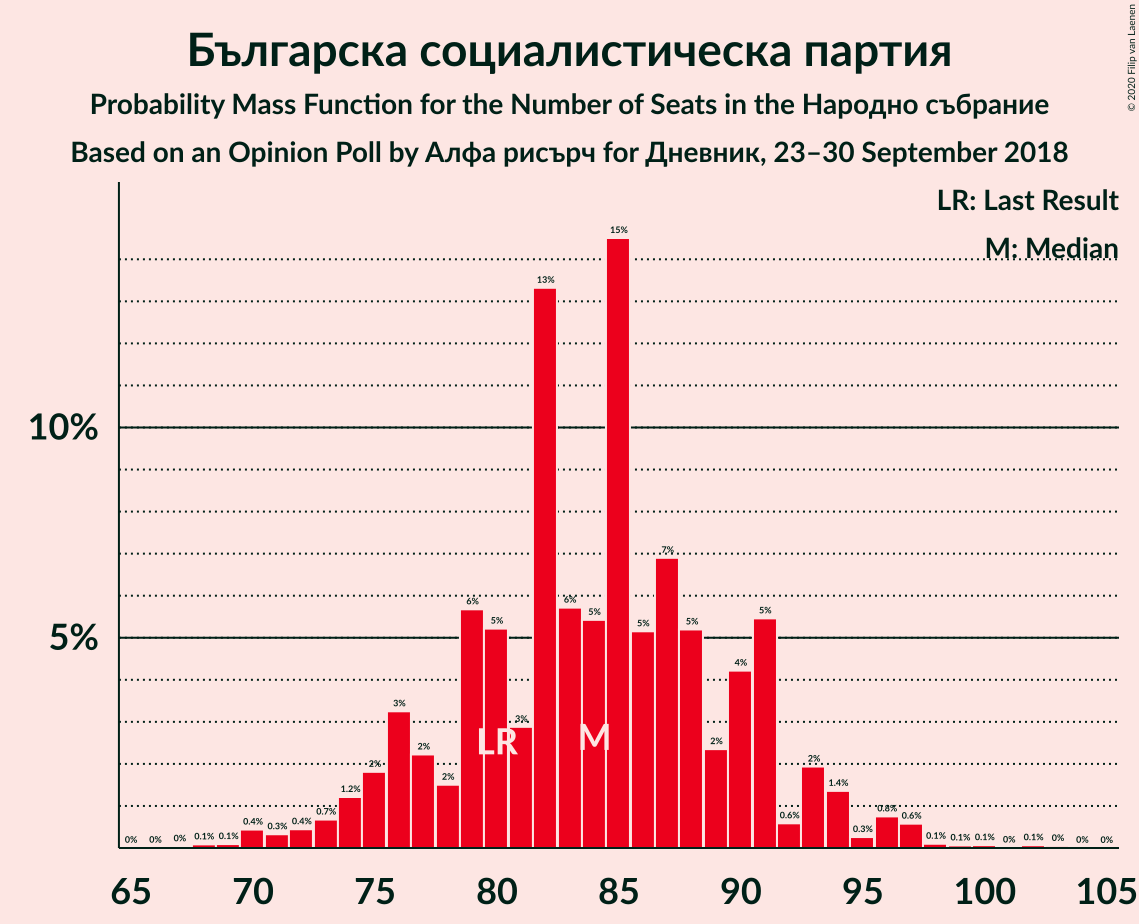 Българска социалистическа партия
Probability Mass Function for the Number of Seats in the Народно събрание
Based on an Opinion Poll by Алфа рисърч for Дневник, 23–30 September 2018
© 2020 Filip van Laenen
LR: Last Result
M: Median
10%
5%
0% 0% 0% 0.1% 0.1% 0.4% 0.3% 0.4% 0.7% 1.2% 2% 3% 2% 2% 6% 5% 3% 13% 6% 5% 15% 5% 7% 5% 2% 4% 5% 0.6% 2% 1.4% 0.3% 0.8% 0.6% 0.1% 0.1% 0.1% 0% 0.1% 0% 0% 0%
LR M
65 70 75 80 85 90 95 100 105